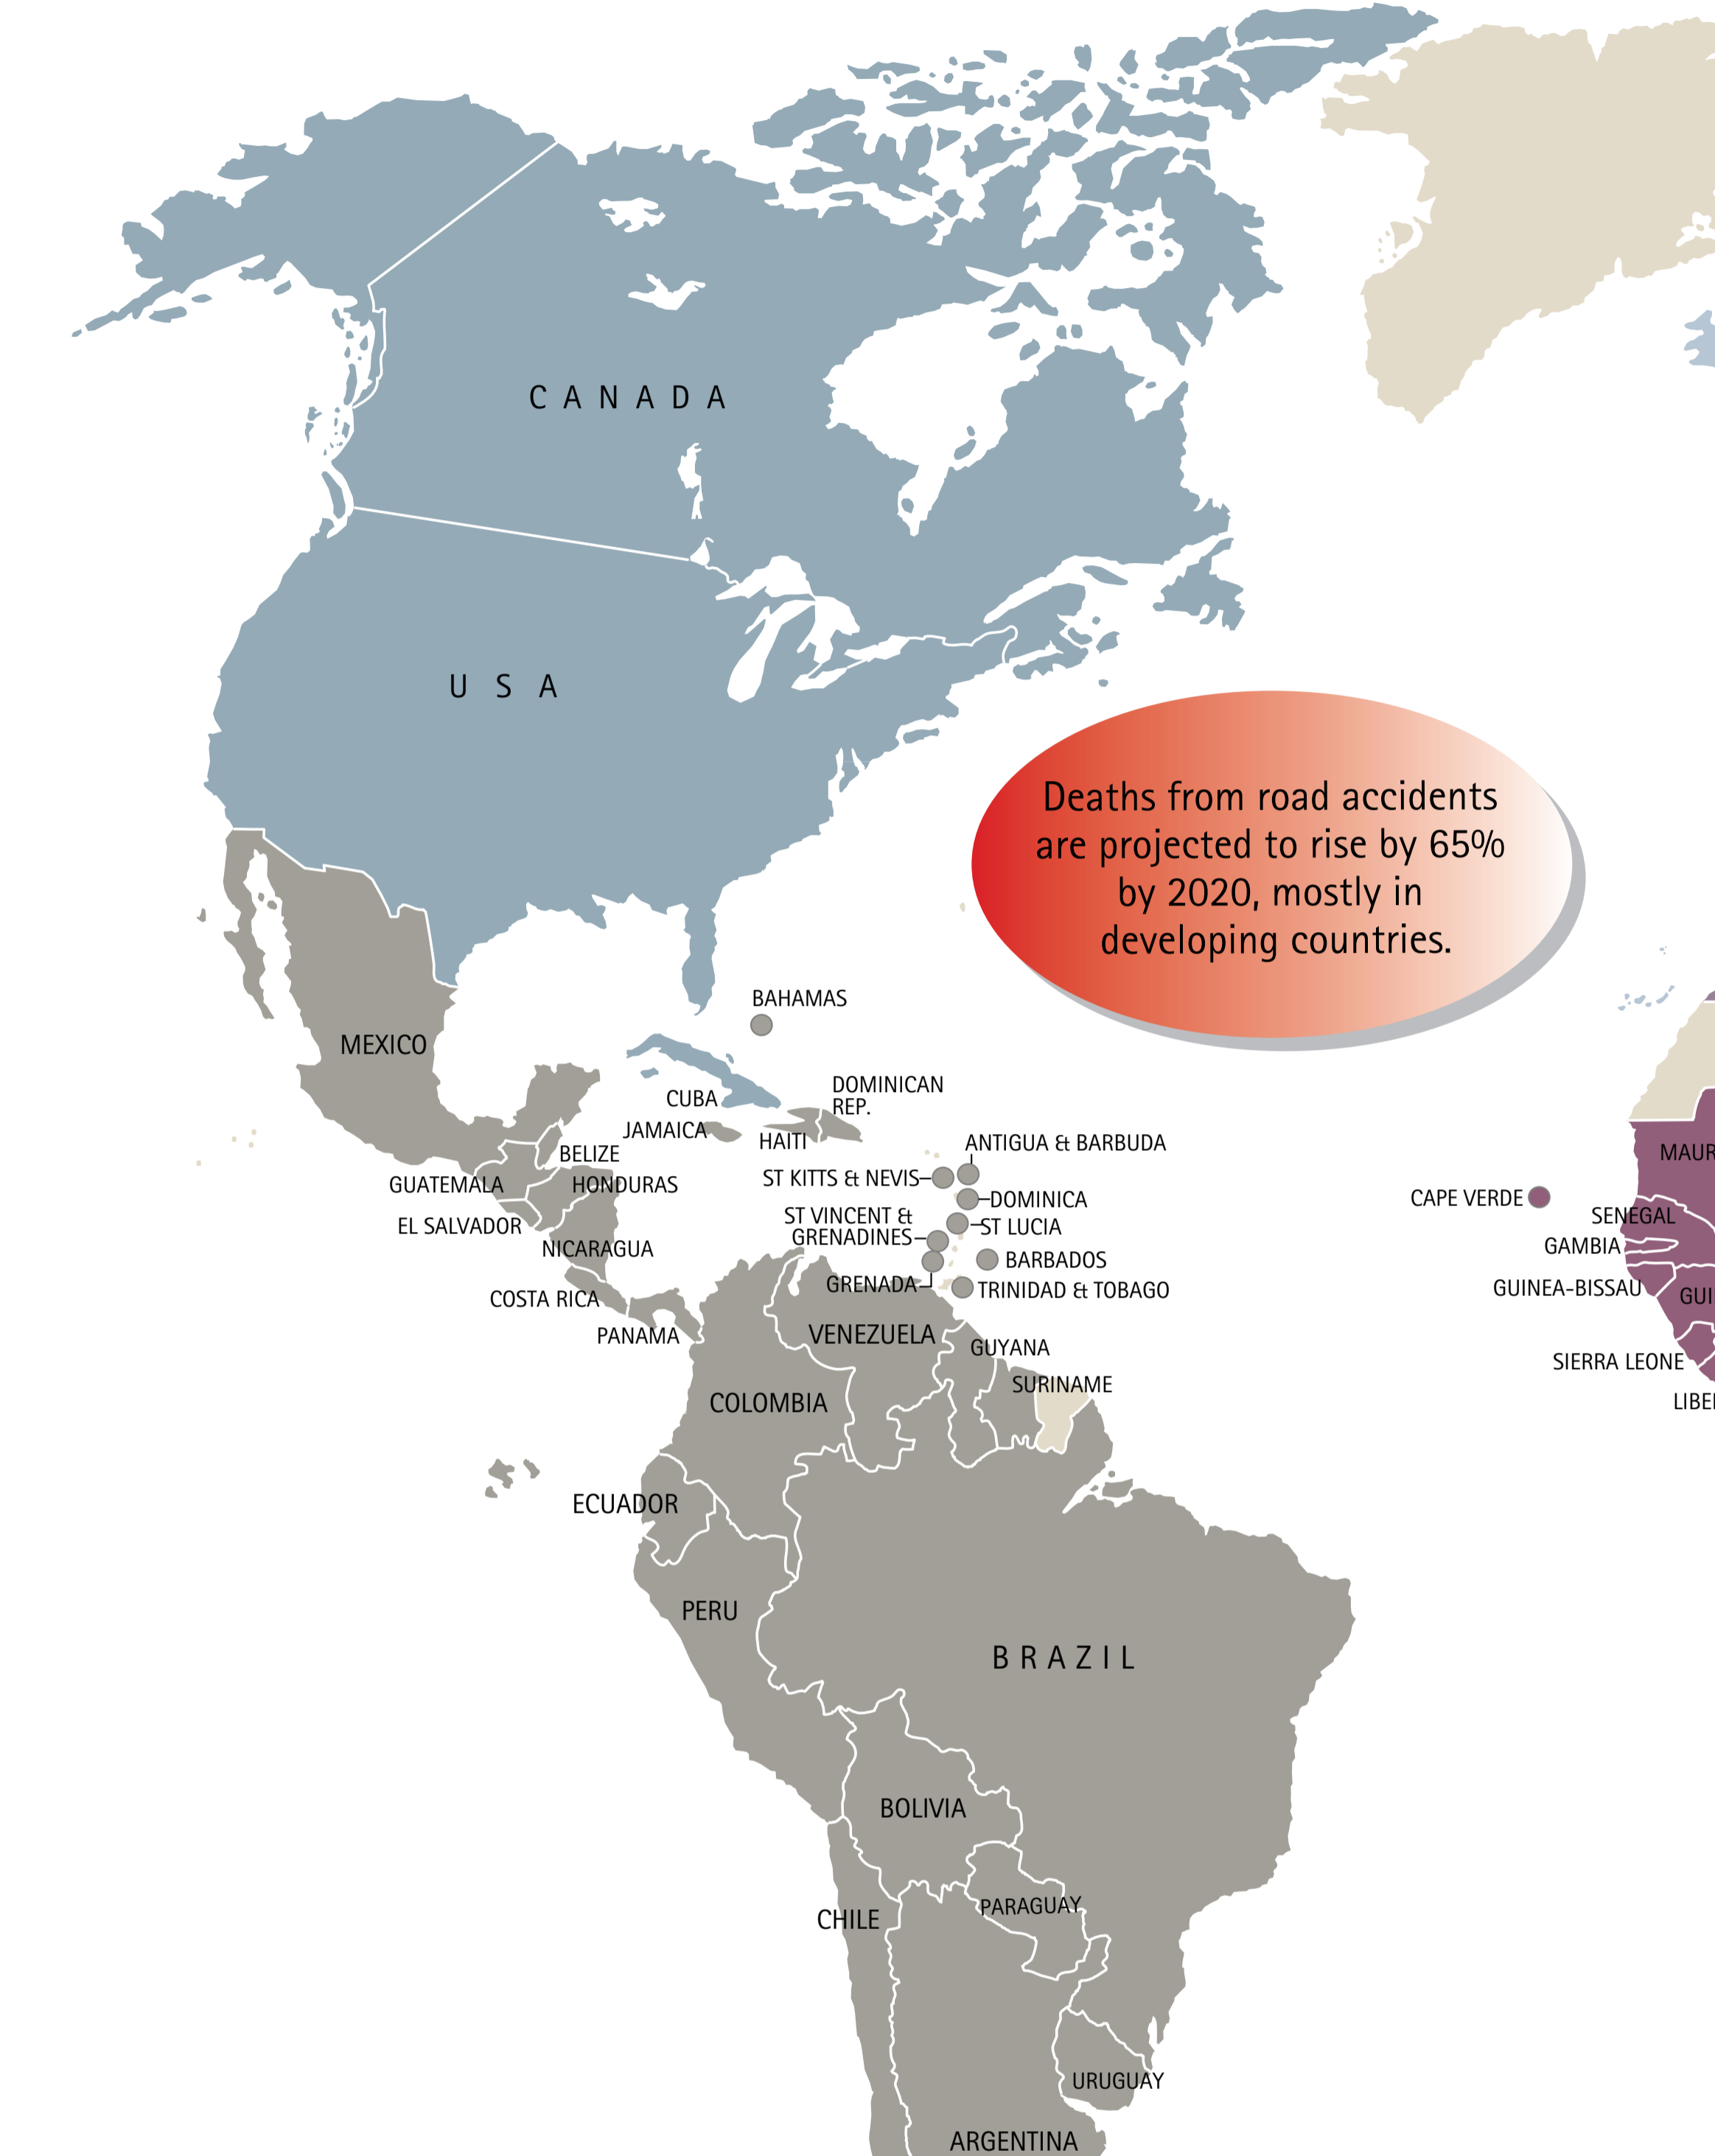 CANADA
USA
Deaths from road accidents
are projected to rise by 65%
by 2020, mostly in
developing countries.
BAHAMAS
MEXICO
CUBA
DOMINICAN
REP.
JAMAICA
HAITI
ANTIGUA & BARBUDA
BELIZE
ST KITTS & NEVIS
GUATEMALA
HONDURAS
DOMINICA
CAPE VERDE
MAUR
ST VINCENT &
GRENADINES
ST LUCIA
SENEGAL
EL SALVADOR
NICARAGUA
GAMBIA
BARBADOS
GRENADA
TRINIDAD & TOBAGO
GUINEA-BISSAU
GUI
COSTA RICA
PANAMA
VENEZUELA
GUYANA
SIERRA LEONE
SURINAME
COLOMBIA
LIBE
ECUADOR
PERU
BRAZIL
BOLIVIA
PARAGUAY
CHILE
URUGUAY
ARGENTINA